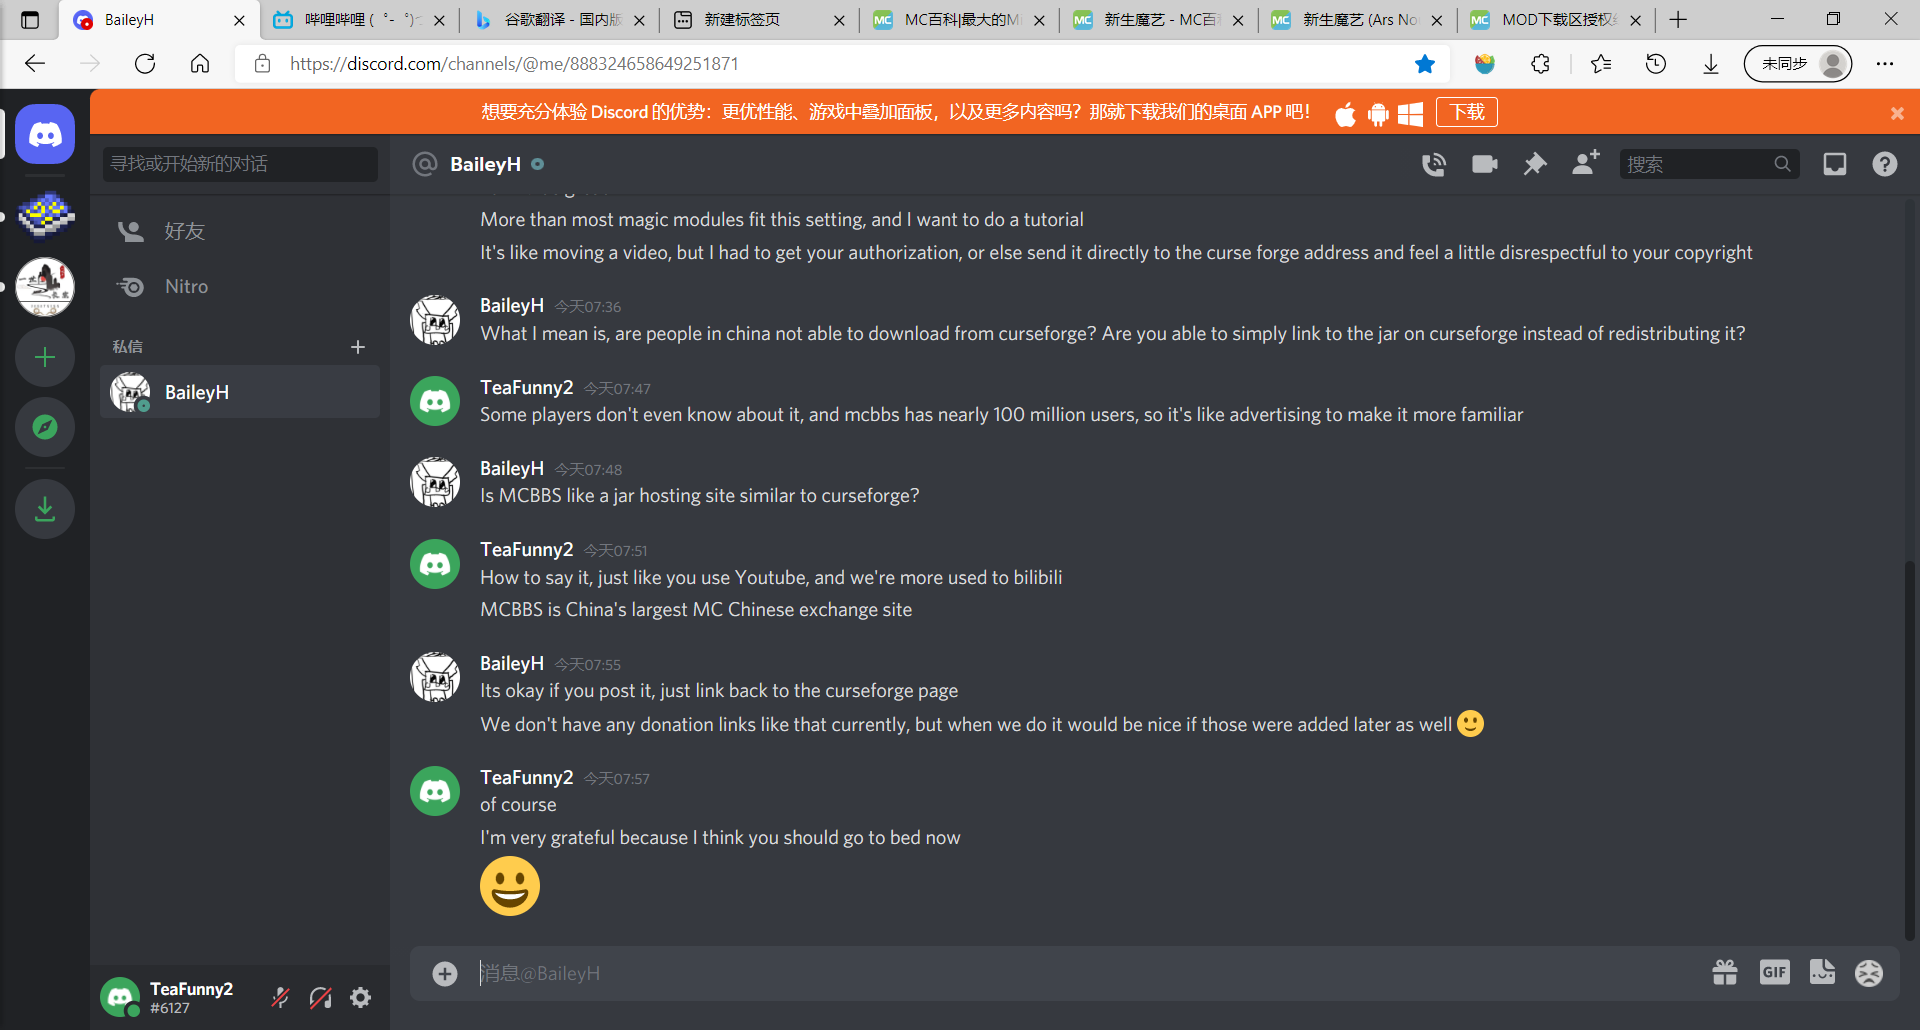 BaileyH
哔哩哔哩 ( ゜- ゜)つ
谷歌翻译 - 国内版
新建标签页
MC百科|最大的Mi
新生魔艺 - MC百
新生魔艺 (Ars No
MOD下载区授权
https://discord.com/channels/@me/888324658649251871
未同步
想要充分体验 Discord 的优势：更优性能、游戏中叠加面板，以及更多内容吗？那就下载我们的桌面 APP 吧！
下载
寻找或开始新的对话
BaileyH
搜索
好友
Nitro
私信
BaileyH
More than most magic modules fit this setting, and I want to do a tutorial
It's like moving a video, but I had to get your authorization, or else send it directly to the curse forge address and feel a little disrespectful to your copyright
BaileyH 今天07:36
What I mean is, are people in china not able to download from curseforge? Are you able to simply link to the jar on curseforge instead of redistributing it?
TeaFunny2 今天07:47
Some players don't even know about it, and mcbbs has nearly 100 million users, so it's like advertising to make it more familiar
BaileyH 今天07:48
Is MCBBS like a jar hosting site similar to curseforge?
TeaFunny2 今天07:51
How to say it, just like you use Youtube, and we're more used to bilibili
MCBBS is China's largest MC Chinese exchange site
BaileyH 今天07:55
Its okay if you post it, just link back to the curseforge page
We don't have any donation links like that currently, but when we do it would be nice if those were added later as well
TeaFunny2 今天07:57
of course
I'm very grateful because I think you should go to bed now
消息@BaileyH
GIF
TeaFunny2
#6127